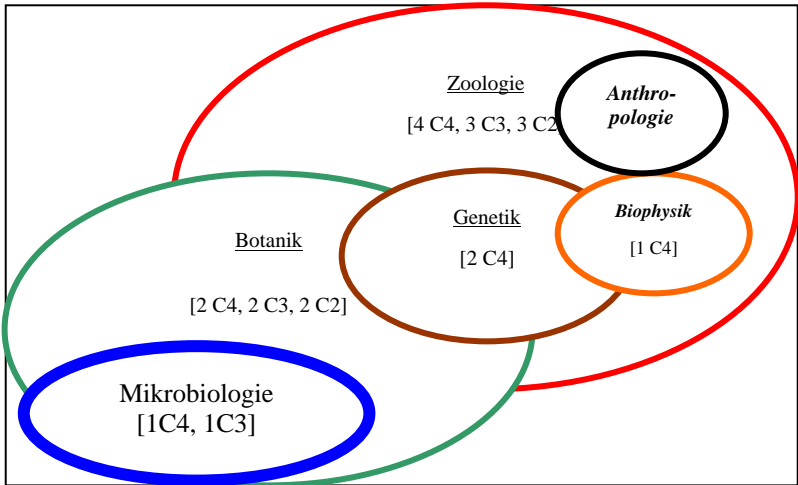 Zoologie
[4 C4, 3 C3, 3 C2
Anthro-
pologie
Genetik
[2 C4]
Biophysik
[1 C4]
Botanik
[2 C4, 2 C3, 2 C2]
Mikrobiologie
[1C4, 1C3]